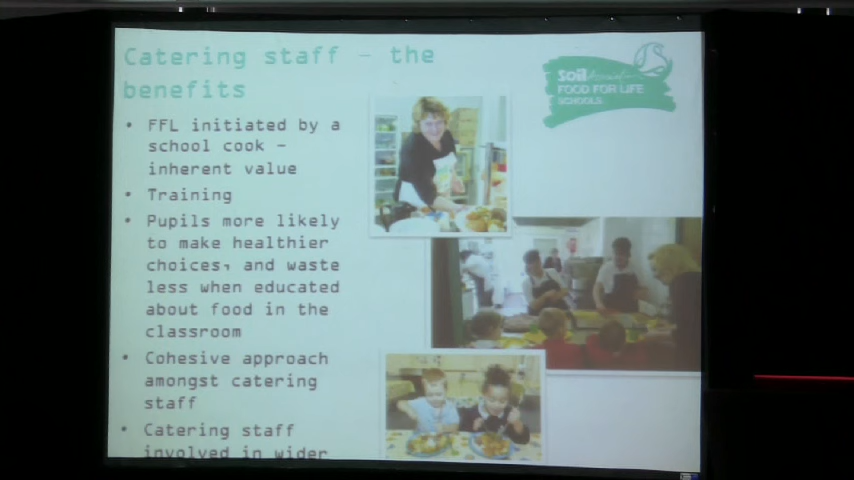 Catering staff – the
benefits
• FFL initiated by a
school cook –
inherent value
• Training
• Pupils more likely
to make healthier
choices, and waste
less when educated
about food in the
classroom
• Cohesive approach
amongst catering
staff
• Catering staff
involved in wider
Soil Association
FOOD FOR LIFE
SCHOOLS